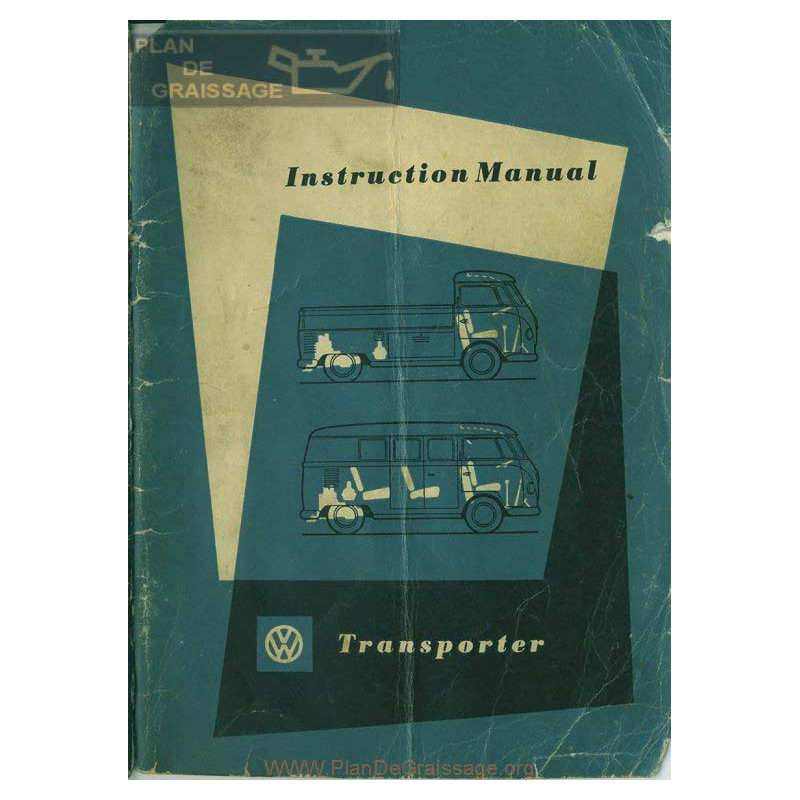 PLAN
DE
GRAISSAGE
Instruction Manual
VW
Transporter
www.PlanDeGraissage.org